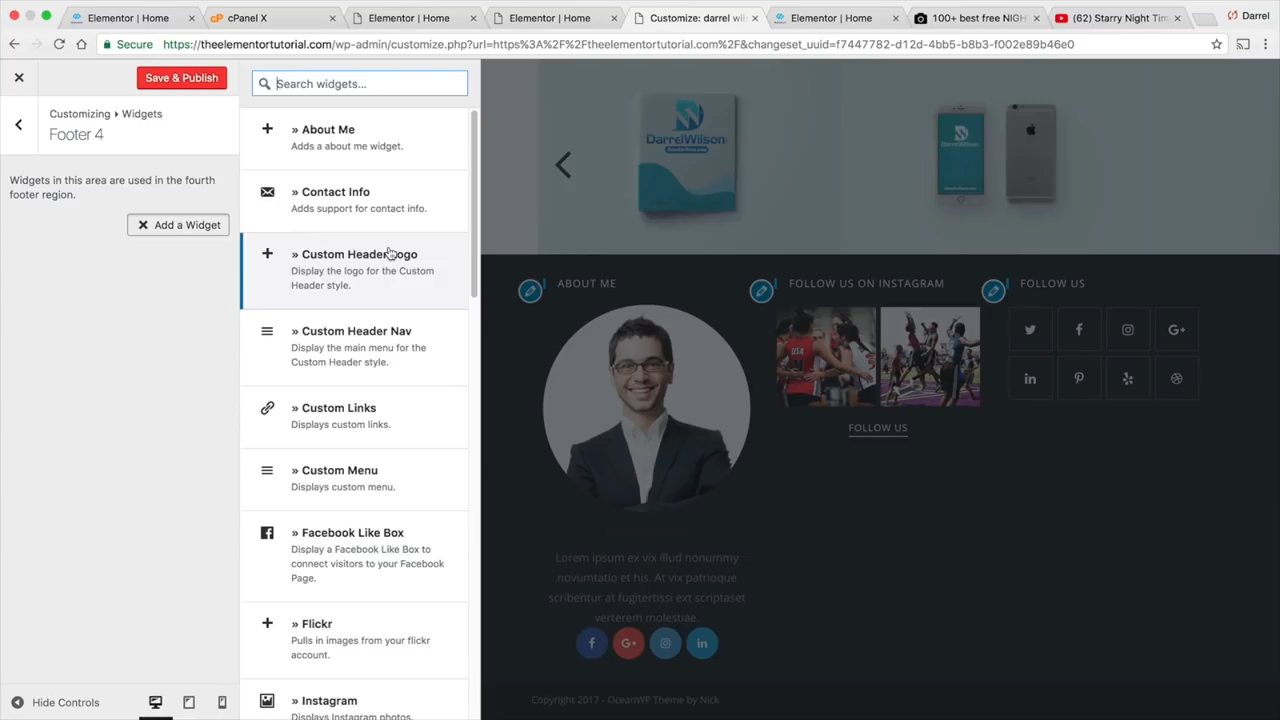 Elementor | Home
cPanel X
Elementor | Home
Elementor | Home
Customize: darrel wil
Elementor | Home
100+ best free NIGH
(62) Starry Night Tim
Darrel
Secure
https://theelementortutorial.com/wp-admin/customize.php?url=https%3A%2F%2Ftheelementortutorial.com%2F&changeset_uuid=f7447782-d12d-4bb5-b8b3-f002e89b46e0
Save & Publish
Customizing ▸ Widgets
Footer 4
Widgets in this area are used in the fourth
footer region.
Add a Widget
Hide Controls
Search widgets...
» About Me
Adds a about me widget.
» Contact Info
Adds support for contact info.
» Custom Header Logo
Display the logo for the Custom
Header style.
» Custom Header Nav
Display the main menu for the
Custom Header style.
» Custom Links
Displays custom links.
» Custom Menu
Displays custom menu.
» Facebook Like Box
Display a Facebook Like Box to
connect visitors to your Facebook
Page.
» Flickr
Pulls in images from your flickr
account.
» Instagram
Displays Instagram photos.
DarrelWilson
DarrelWilson
ABOUT ME
FOLLOW US ON INSTAGRAM
FOLLOW US
USA
FOLLOW US
Lorem ipsum ex vix illud nonummy
novumtatio et his. At vix patrioque
scribentur at fugitertissi ext scriptaset
verterem molestiae.
Copyright 2017 - OceanWP Theme by Nick